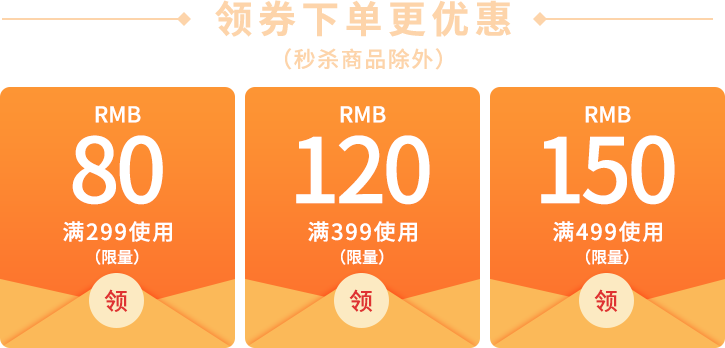 领券下单更优惠
（秒杀商品除外）
RMB
80
满299使用
（限量）
领
RMB
120
满399使用
（限量）
领
RMB
150
满499使用
（限量）
领